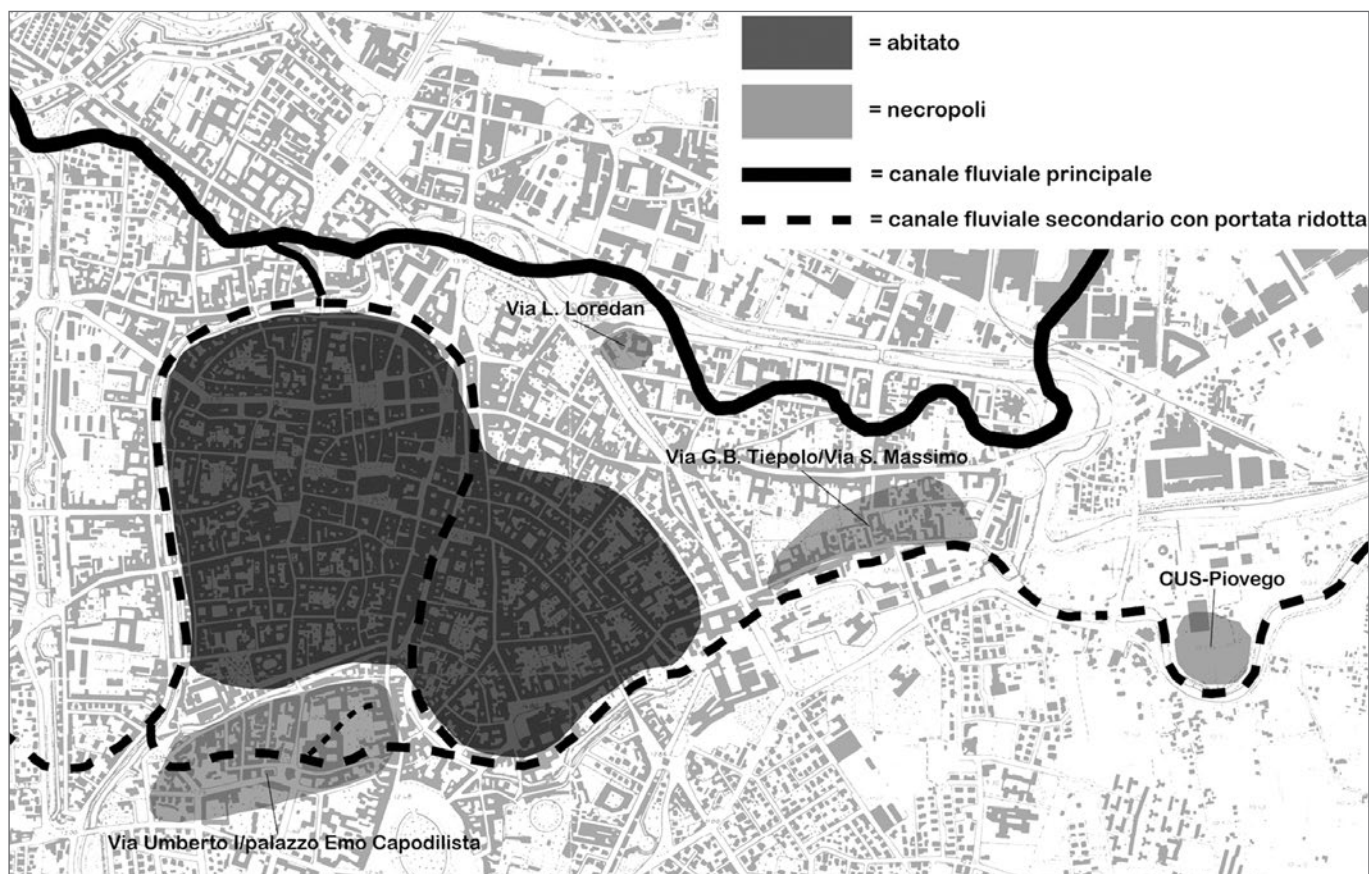 = abitato
= necropoli
= canale fluviale principale
= canale fluviale secondario con portata ridotta
Via L. Loredan
Via G.B. Tiepolo/Via S. Massimo
CUS-Piovego
Via Umberto I/palazzo Emo Capodilista